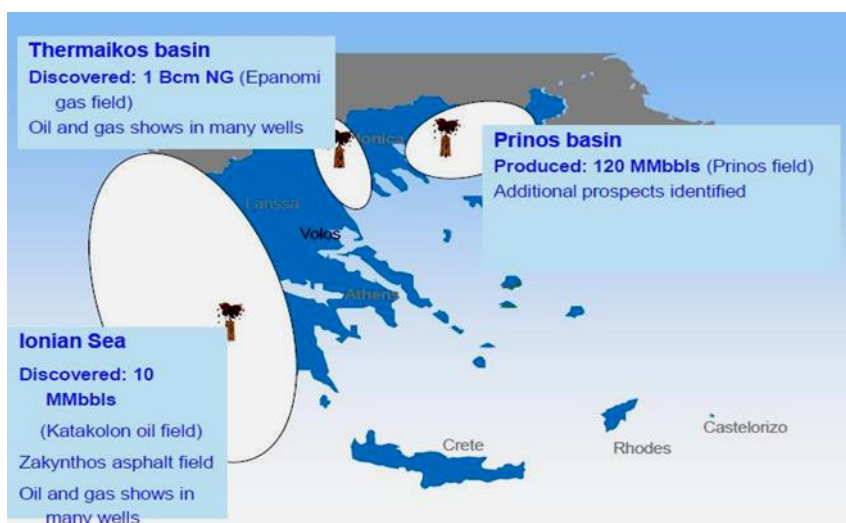 Thermaikos basin
Discovered: 1 Bcm NG (Epanomi
gas field)
Oil and gas shows in many wells
Prinos basin
Produced: 120 MMbbls (Prinos field)
Additional prospects identified
Larissa
Volos
Athens
Ionian Sea
Discovered: 10
MMbbls
(Katakolon oil field)
Zakynthos asphalt field
Oil and gas shows in
many wells
Crete
Rhodes
Castelorizo